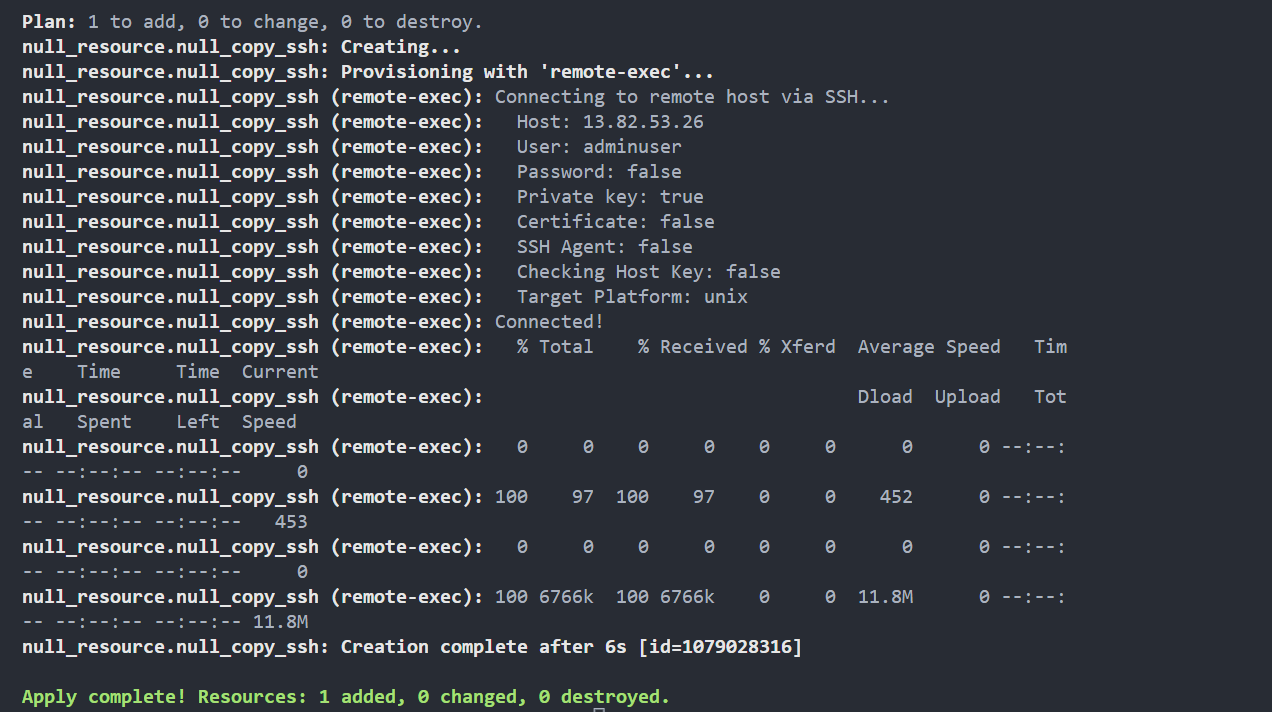 Plan: 1 to add, 0 to change, 0 to destroy.
null_resource.null_copy_ssh: Creating...
null_resource.null_copy_ssh: Provisioning with 'remote-exec'...
null_resource.null_copy_ssh (remote-exec): Connecting to remote host via SSH...
null_resource.null_copy_ssh (remote-exec):   Host: 13.82.53.26
null_resource.null_copy_ssh (remote-exec):   User: adminuser
null_resource.null_copy_ssh (remote-exec):   Password: false
null_resource.null_copy_ssh (remote-exec):   Private key: true
null_resource.null_copy_ssh (remote-exec):   Certificate: false
null_resource.null_copy_ssh (remote-exec):   SSH Agent: false
null_resource.null_copy_ssh (remote-exec):   Checking Host Key: false
null_resource.null_copy_ssh (remote-exec):   Target Platform: unix
null_resource.null_copy_ssh (remote-exec): Connected!
null_resource.null_copy_ssh (remote-exec):   % Total    % Received % Xferd  Average Speed   Tim
e    Time     Time  Current
null_resource.null_copy_ssh (remote-exec):                                  Dload  Upload   Tot
al   Spent    Left  Speed
null_resource.null_copy_ssh (remote-exec):   0     0   0     0    0     0      0      0 --:--:
-- --:--:-- --:--:--     0
null_resource.null_copy_ssh (remote-exec): 100    97  100    97    0     0    452      0 --:--:
-- --:--:-- --:--:--   453
null_resource.null_copy_ssh (remote-exec):   0     0    0     0    0     0      0      0 --:--:
-- --:--:-- --:--:--     0
null_resource.null_copy_ssh (remote-exec): 100 6766k  100 6766k    0     0  11.8M      0 --:--:
-- --:--:-- --:--:-- 11.8M
null_resource.null_copy_ssh: Creation complete after 6s [id=1079028316]
Apply complete! Resources: 1 added, 0 changed, 0 destroyed.